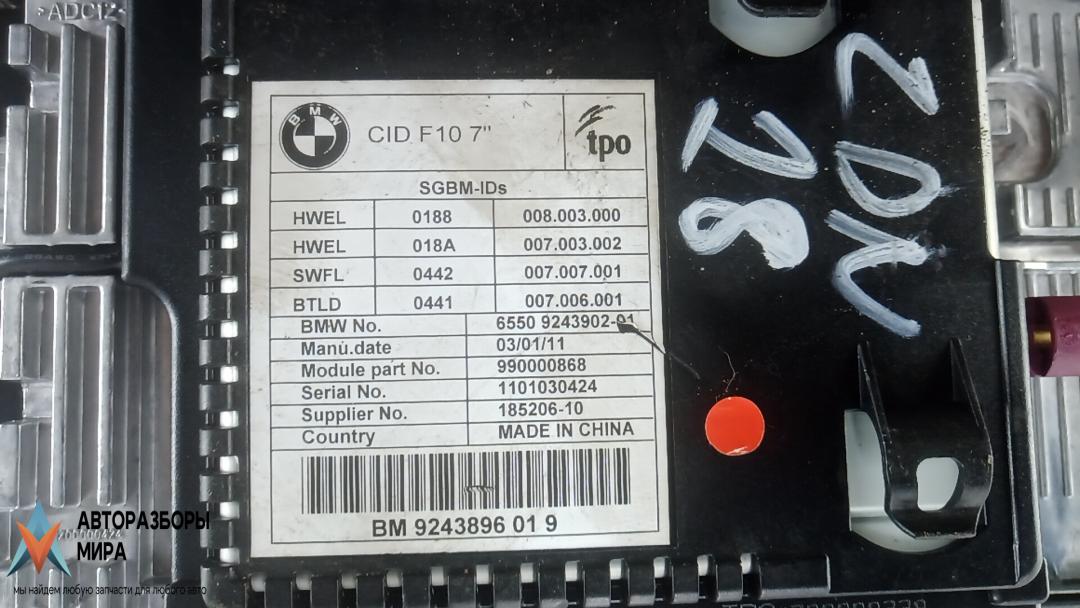 ADC12
BMW
CID F10 7"
tpo
SGBM-IDs
HWEL 0188 008.003.000
HWEL 018A 007.003.002
SWFL 0442 007.007.001
BTLD 0441 007.006.001
BMW No. 6550 9243902-01
Manu.date 03/01/11
Module part No. 990000868
Serial No. 1101030424
Supplier No. 185206-10
Country MADE IN CHINA
BM 9243896 01 9
28
АВТОРАЗБОРЫ
МИРА
мы найдем любую запчасти для любого авто